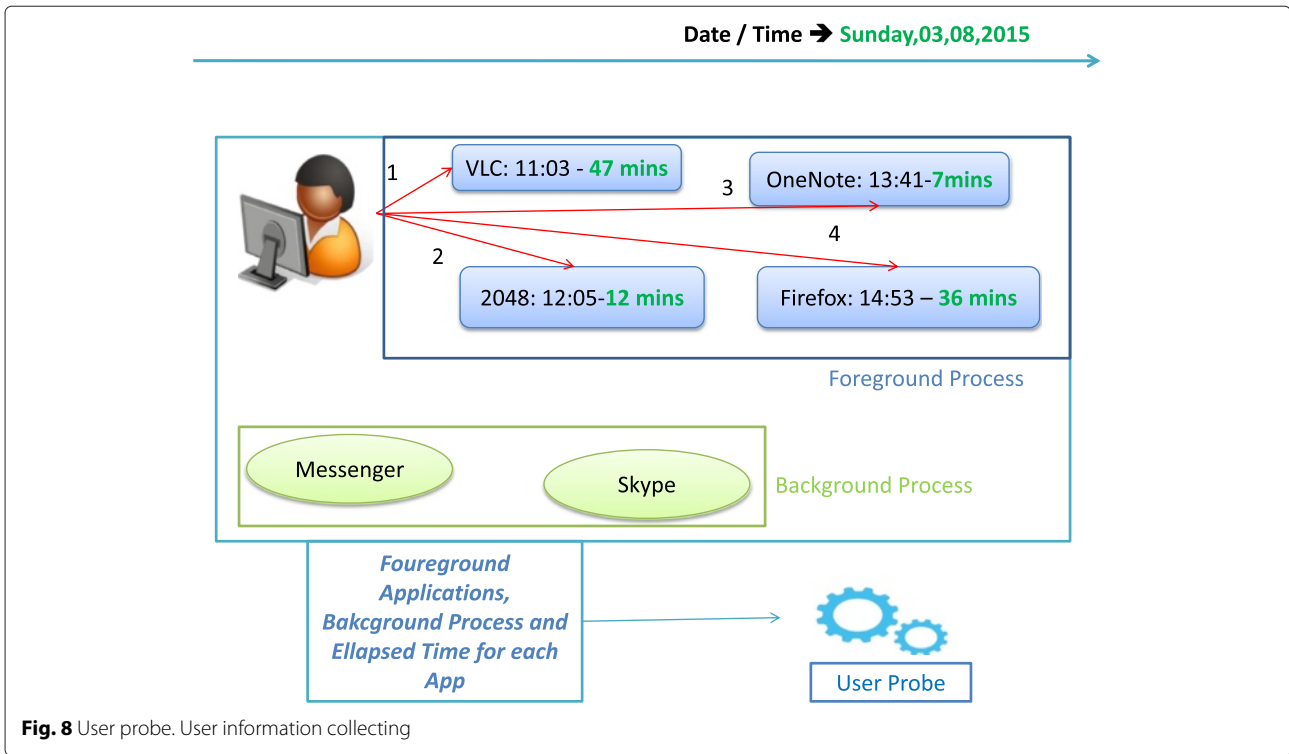 Date / Time ➔ Sunday,03,08,2015
1
VLC: 11:03 - 47 mins
3
OneNote: 13:41-7mins
2
4
2048: 12:05-12 mins
Firefox: 14:53 – 36 mins
Foreground Process
Messenger
Skype
Background Process
Foureground
Applications,
Bakcground Process and
Ellapsed Time for each
App
User Probe
Fig. 8 User probe. User information collecting